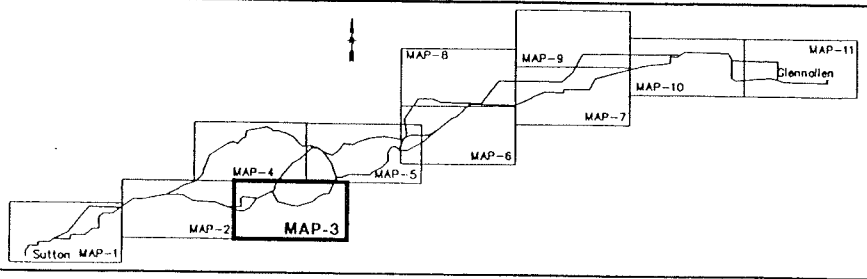 MAP-8
MAP-9
MAP-11
Glennallen
MAP-10
MAP-7
MAP-6
MAP-4
MAP-5
MAP-2
MAP-3
Sutton MAP-1